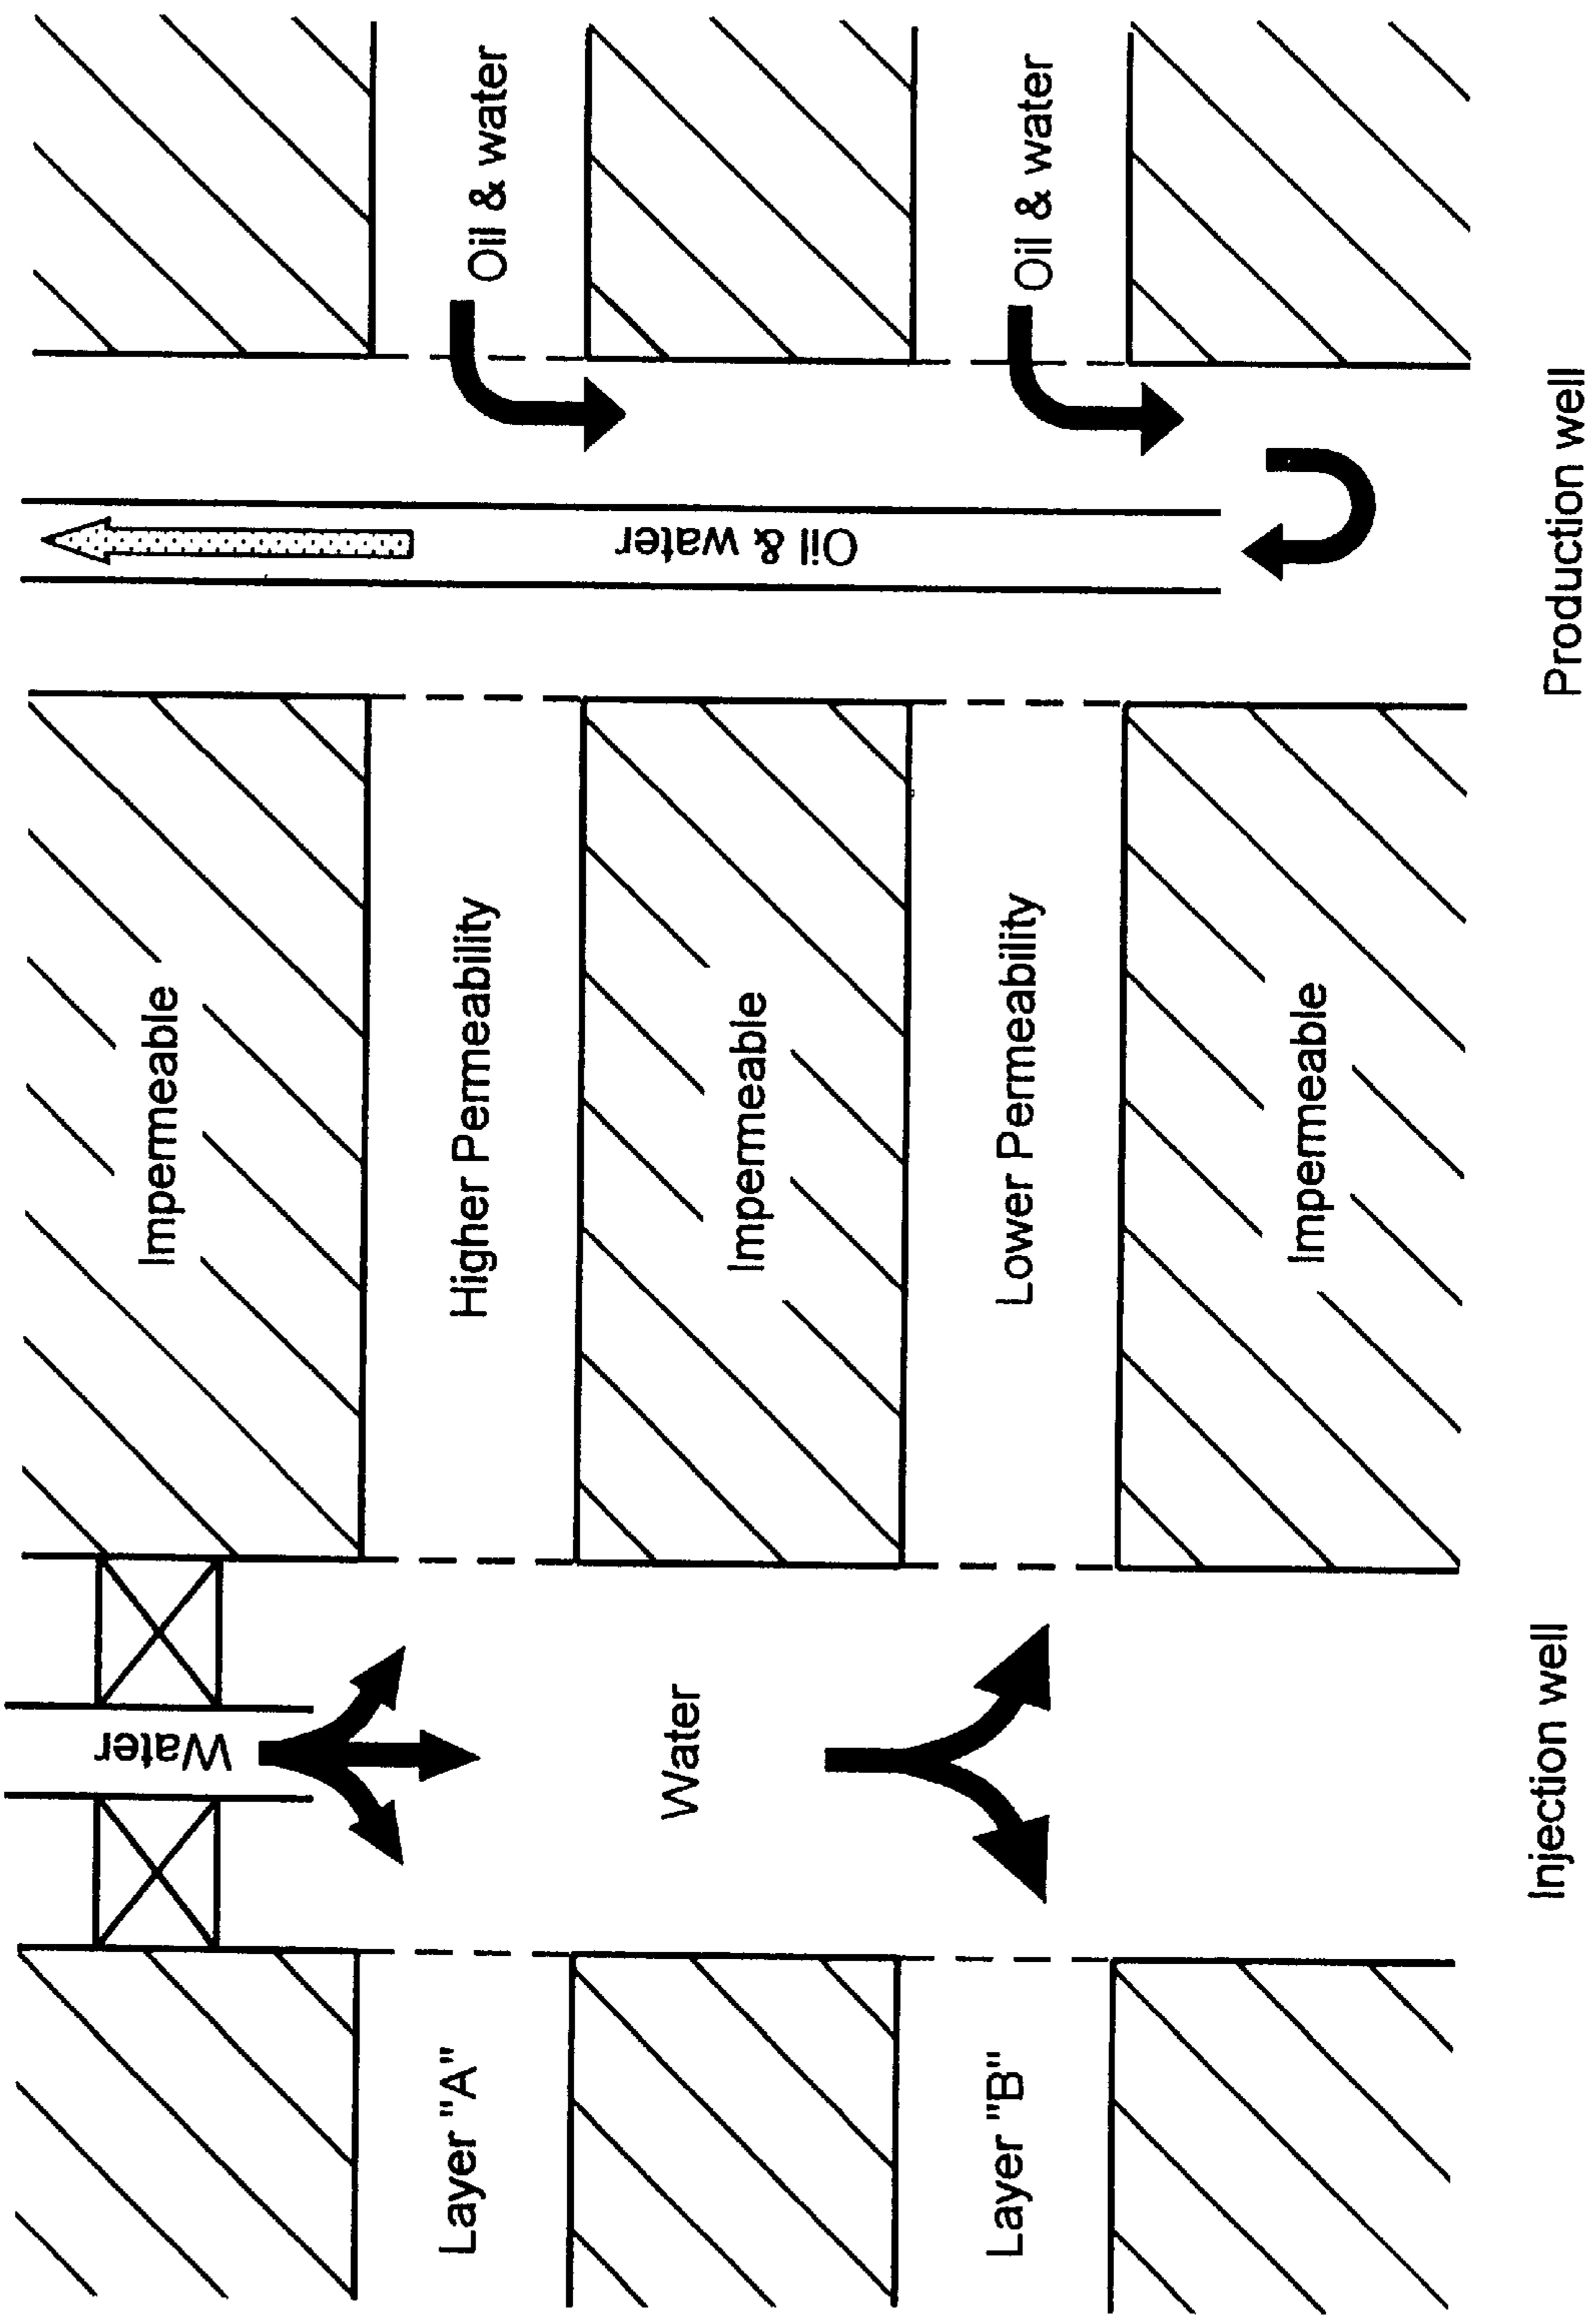 Water
Oil & water
Impermeable
Layer "A"
Higher Permeability
Oil & water
Water
Impermeable
Layer "B"
Lower Permeability
Oil & water
Impermeable
Injection well
Production well